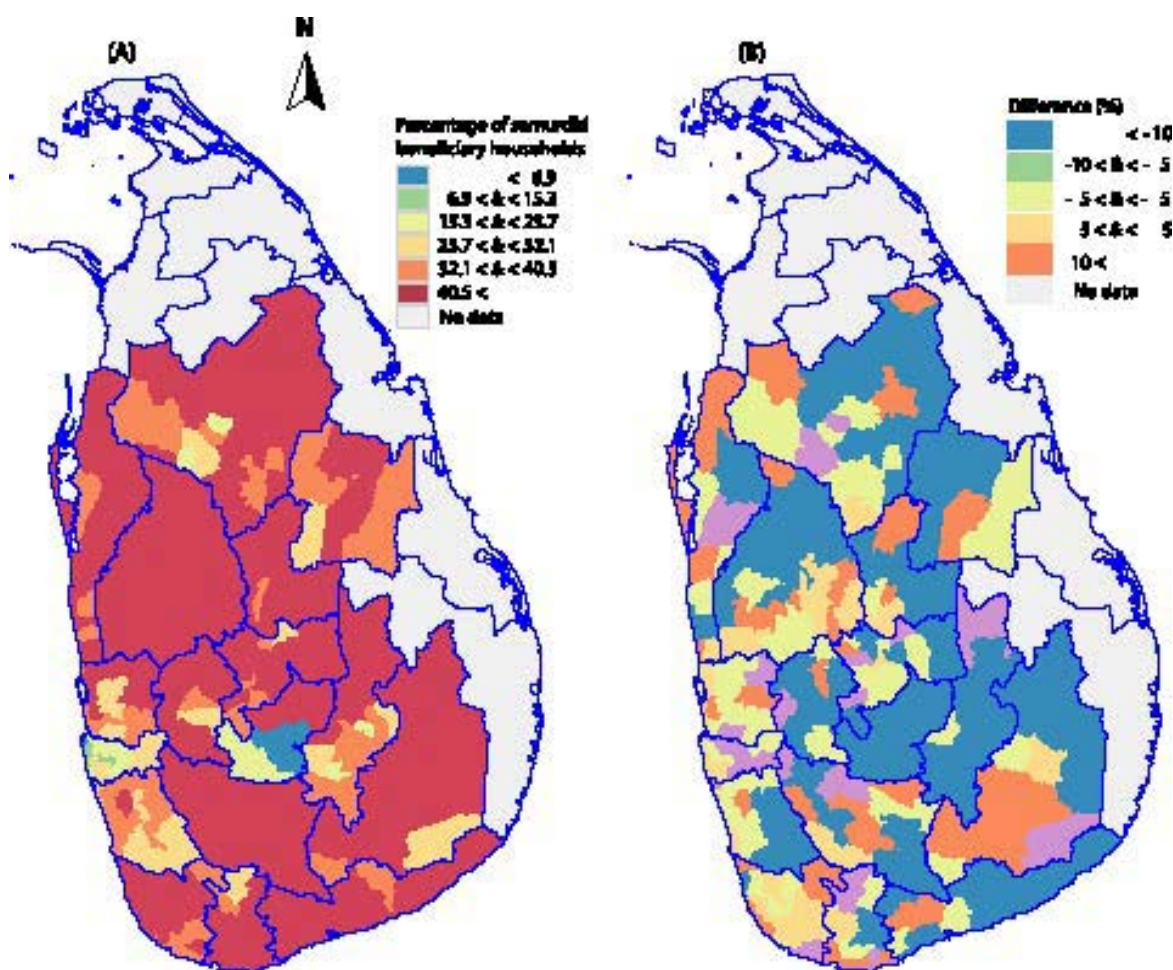 (A)
N
Percentage of samurdhi
beneficiary households
< 6.9
6.9 < & < 15.3
15.3 < & < 23.7
23.7 < & < 32.1
32.1 < & < 40.5
40.5 <
No data
(B)
Difference (%)
< -10
-10 < & < - 5
- 5 < & < - 5
5 < & <
10 <
No data